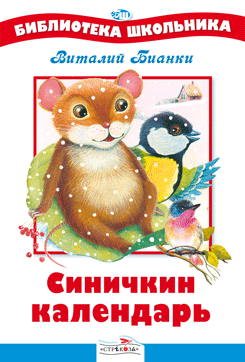 БИБЛИОТЕКА ШКОЛЬНИКА
Виталий Бианки
Синичкин
календарь
СТРЕКОЗА